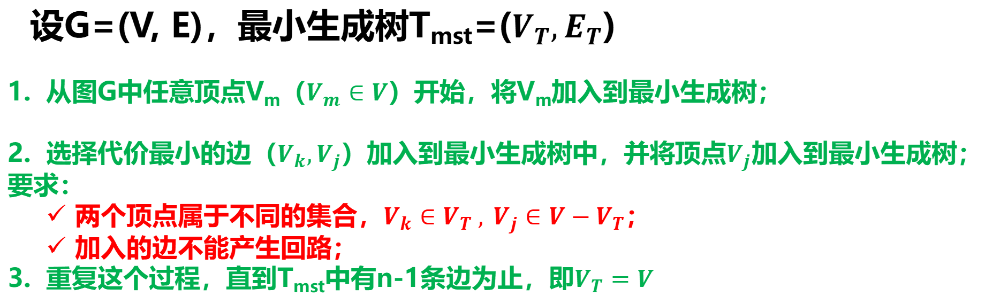 设G=(V, E)，最小生成树Tmst=(VT, ET)
1. 从图G中任意顶点Vm（Vm ∈ V）开始，将Vm加入到最小生成树；
2. 选择代价最小的边（Vk, Vj）加入到最小生成树中，并将顶点Vj加入到最小生成树；
要求：
✓ 两个顶点属于不同的集合，Vk ∈ VT , Vj ∈ V − VT；
✓ 加入的边不能产生回路；
3. 重复这个过程，直到Tmst中有n-1条边为止，即VT = V